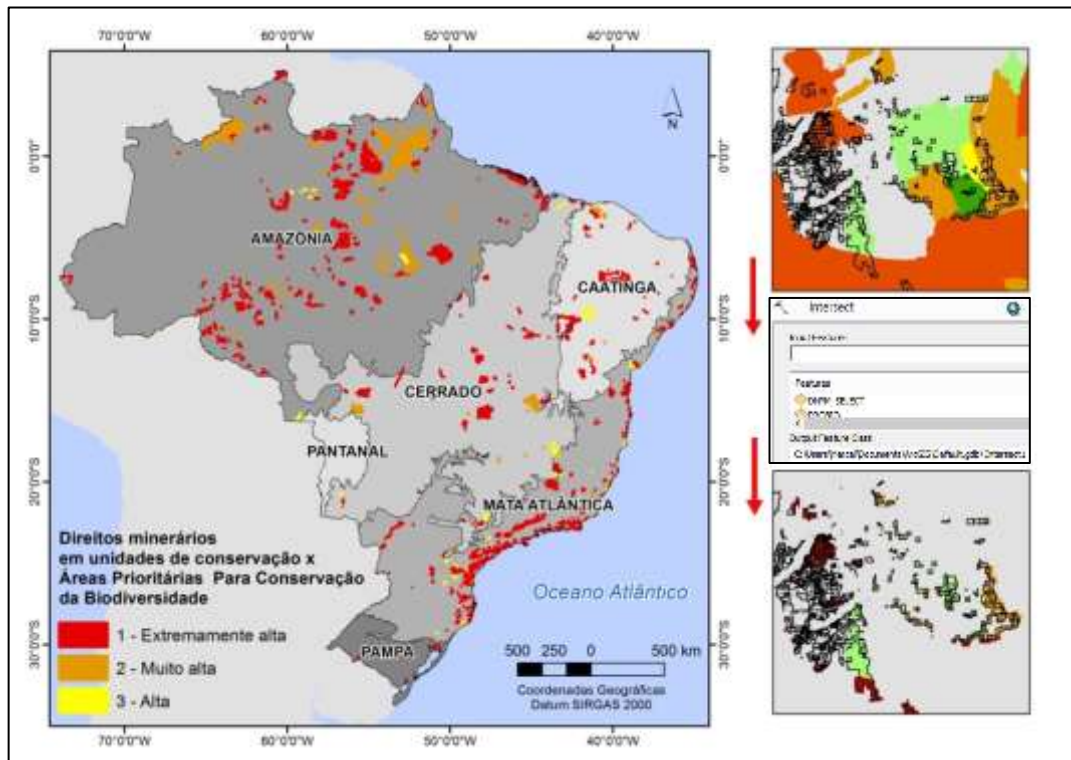 70°0'0"W
60°0'0"W
50°0'0"W
40°0'0"W
0°0'0"
10°0'0"S
20°0'0"S
30°0'0"S
N
AMAZÔNIA
CAATINGA
CERRADO
PANTANAL
MATA ATLÂNTICA
PAMPA
Oceano Atlântico
Direitos minerários
em unidades de conservação x
Áreas Prioritárias Para Conservação
da Biodiversidade
1 - Extremamente alta
2 - Muito alta
3 - Alta
500 250 0 500 km
Coordenadas Geográficas
Datum SIRGAS 2000
70°0'0"W
60°0'0"W
50°0'0"W
40°0'0"W
0°0'0"
10°0'0"S
20°0'0"S
30°0'0"S
Intersect
Features
Output Feature Class